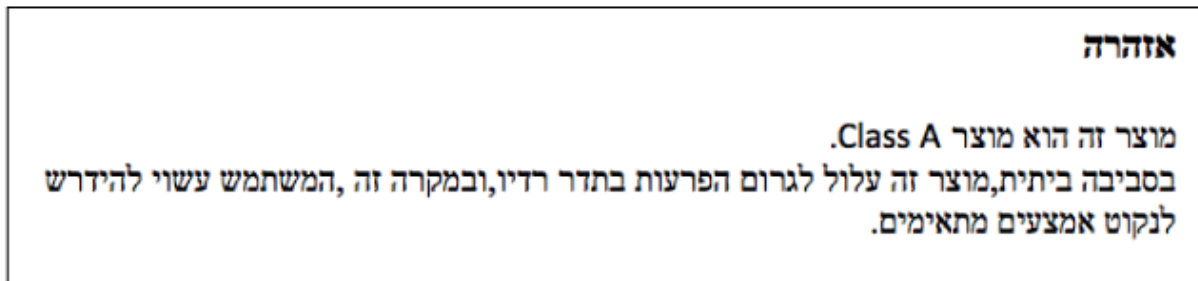 אזהרה
מוצר זה הוא מוצר Class A.
בסביבה ביתית,מוצר זה עלול לגרום הפרעות בתדר רדיו,ובמקרה זה ,המשתמש עשוי להידרש
לנקוט אמצעים מתאימים.